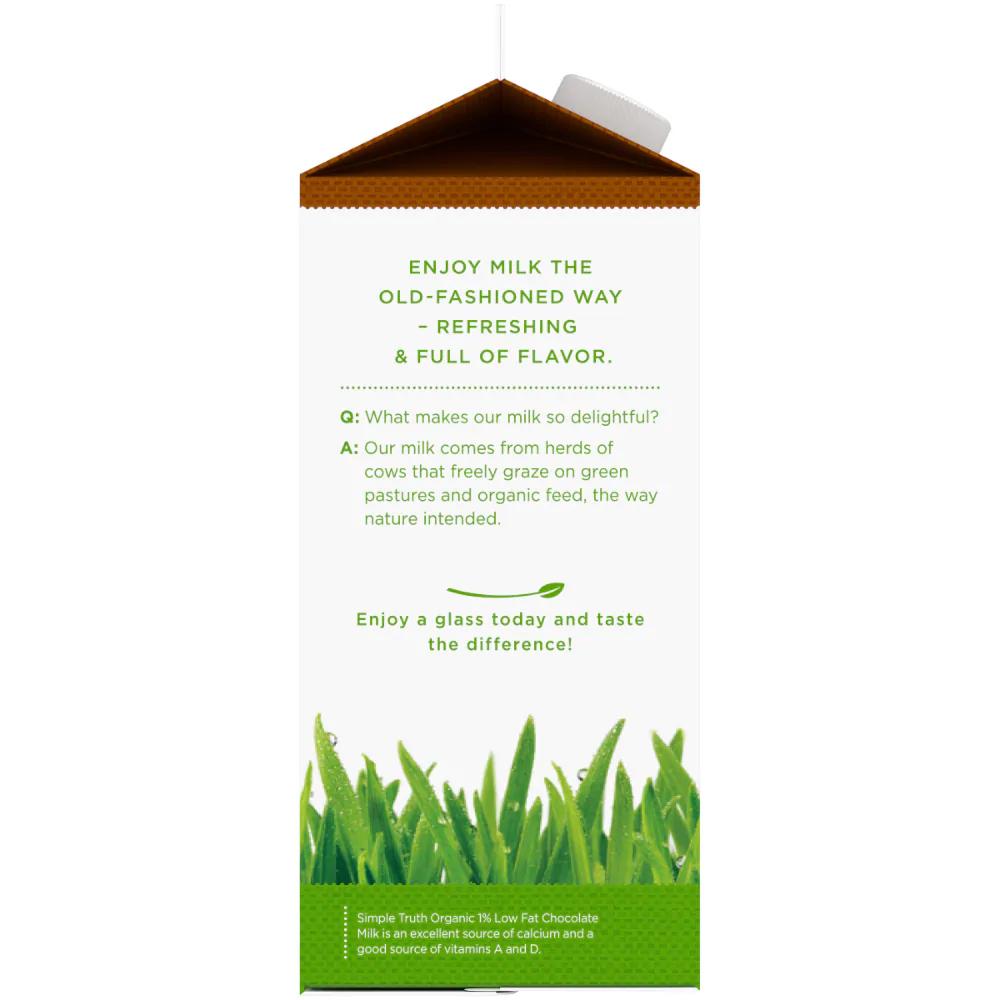 ENJOY MILK THE
OLD-FASHIONED WAY
– REFRESHING
& FULL OF FLAVOR.
Q: What makes our milk so delightful?
A: Our milk comes from herds of
cows that freely graze on green
pastures and organic feed, the way
nature intended.
Enjoy a glass today and taste
the difference!
Simple Truth Organic 1% Low Fat Chocolate
Milk is an excellent source of calcium and a
good source of vitamins A and D.